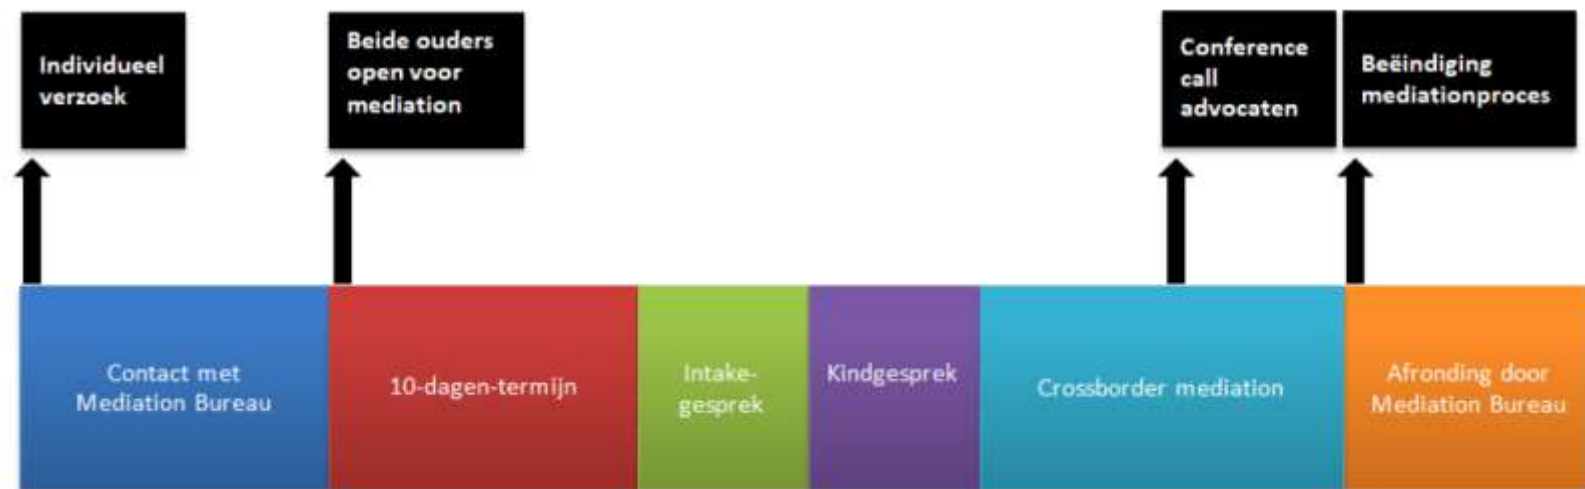 Individueel
verzoek
Beide ouders
open voor
mediation
Conference
call
advocaten
Beëindiging
mediationproces
Contact met
Mediation Bureau
10-dagen-termijn
Intake-
gesprek
Kindgesprek
Crossborder mediation
Afronding door
Mediation Bureau